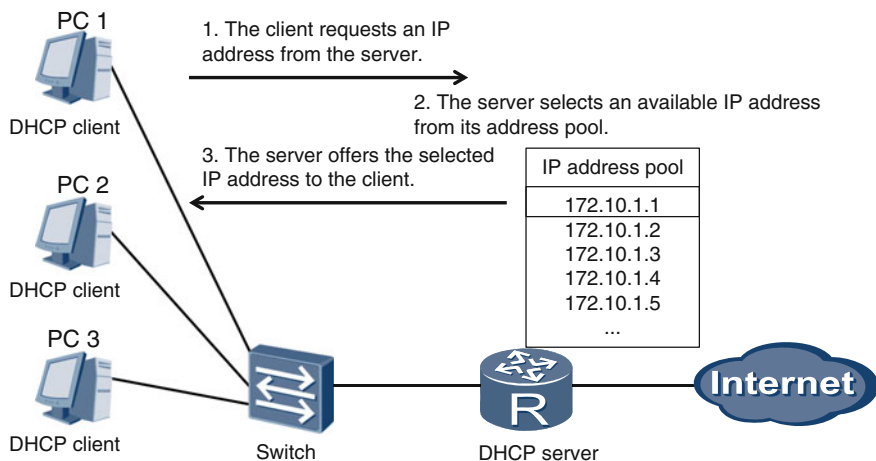 PC 1
DHCP client
1. The client requests an IP
address from the server.
2. The server selects an available IP address
from its address pool.
3. The server offers the selected
IP address to the client.
IP address pool
172.10.1.1
172.10.1.2
172.10.1.3
172.10.1.4
172.10.1.5
...
PC 2
DHCP client
PC 3
DHCP client
Switch
R
DHCP server
Internet